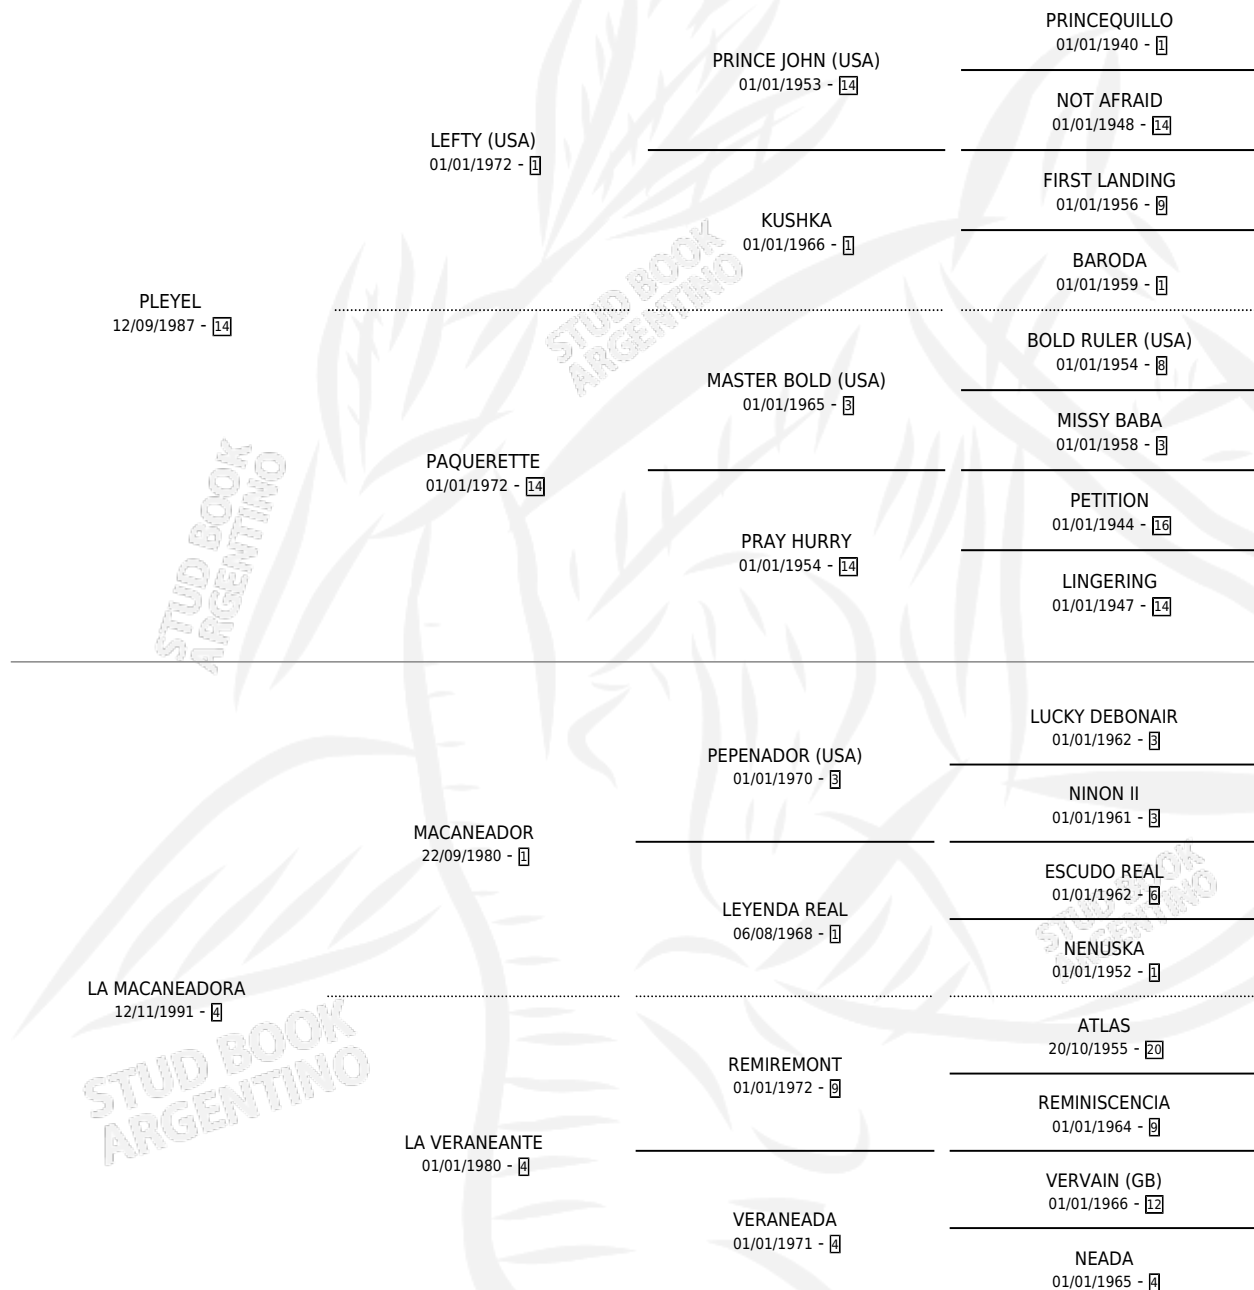 PRINCEQUILLO
01/01/1940 - 1
PRINCE JOHN (USA)
01/01/1953 - 14
NOT AFRAID
01/01/1948 - 14
LEFTY (USA)
01/01/1972 - 1
FIRST LANDING
01/01/1956 - 9
KUSHKA
01/01/1966 - 1
BARODA
01/01/1959 - 1
PLEYEL
12/09/1987 - 14
BOLD RULER (USA)
01/01/1954 - 8
MASTER BOLD (USA)
01/01/1965 - 3
MISSY BABA
01/01/1958 - 3
PAQUERETTE
01/01/1972 - 14
PETITION
01/01/1944 - 16
PRAY HURRY
01/01/1954 - 14
LINGERING
01/01/1947 - 14
LUCKY DEBONAIR
01/01/1962 - 3
PEPENADOR (USA)
01/01/1970 - 3
NINON II
01/01/1961 - 3
MACANEADOR
22/09/1980 - 1
ESCUDO REAL
01/01/1962 - 6
LEYENDA REAL
06/08/1968 - 1
NENUSKA
01/01/1952 - 1
LA MACANEADORA
12/11/1991 - 4
ATLAS
20/10/1955 - 20
REMIREMONT
01/01/1972 - 9
REMINISCENCIA
01/01/1964 - 9
LA VERANEANTE
01/01/1980 - 4
VERVAIN (GB)
01/01/1966 - 12
VERANEADA
01/01/1971 - 4
NEADA
01/01/1965 - 4
STUD BOOK
ARGENTINO
STUD BOOK
ARGENTINO
STUD BOOK
ARGENTINO
STUD BOOK
ARGENTINO